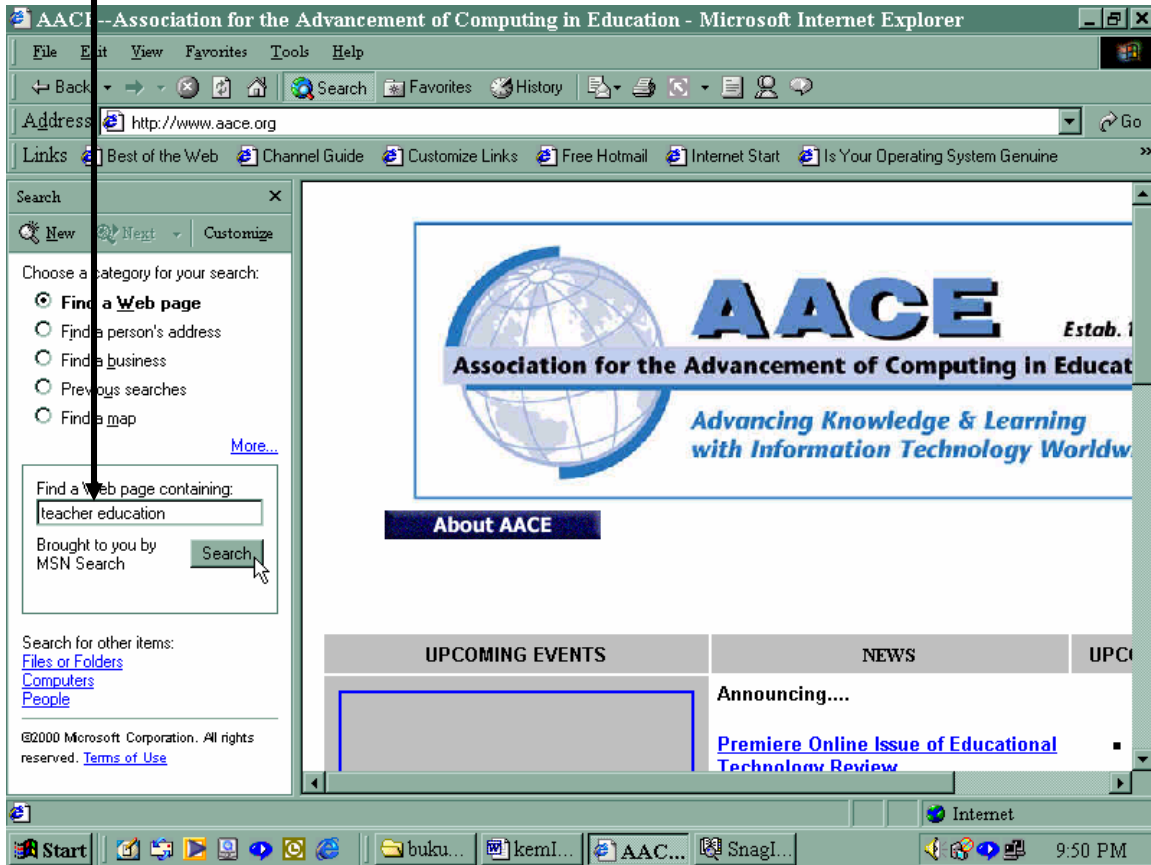 AACE--Association for the Advancement of Computing in Education - Microsoft Internet Explorer
File Edit View Favorites Tools Help
Back Search Favorites History
Address http://www.aace.org Go
Links Best of the Web Channel Guide Customize Links Free Hotmail Internet Start Is Your Operating System Genuine »
Search
New Next Customize
Choose a category for your search:
Find a Web page
Find a person's address
Find a business
Previous searches
Find a map
More...
Find a Web page containing:
teacher education
Brought to you by
MSN Search
Search
Search for other items:
Files or Folders
Computers
People
©2000 Microsoft Corporation. All rights
reserved. Terms of Use
AACE
Estab. 1
Association for the Advancement of Computing in Educat
Advancing Knowledge & Learning
with Information Technology Worldw
About AACE
UPCOMING EVENTS NEWS UPCO
Announcing....
Premiere Online Issue of Educational
Technology Review
Internet
Start buku... kemI... AAC... SnagI... 9:50 PM